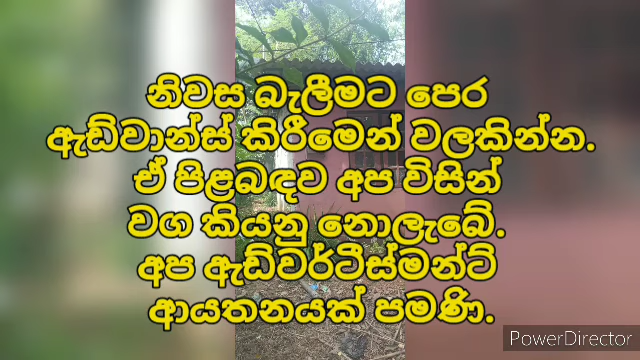 නිවස බැලීමට පෙර
ඇඩ්වාන්ස් කිරීමෙන් වලකින්න.
ඒ පිළබඳව අප විසින්
වග කියනු නොලැබේ.
අප ඇඩ්වර්ටීස්මන්ට්
ආයතනයක් පමණි.
PowerDirector